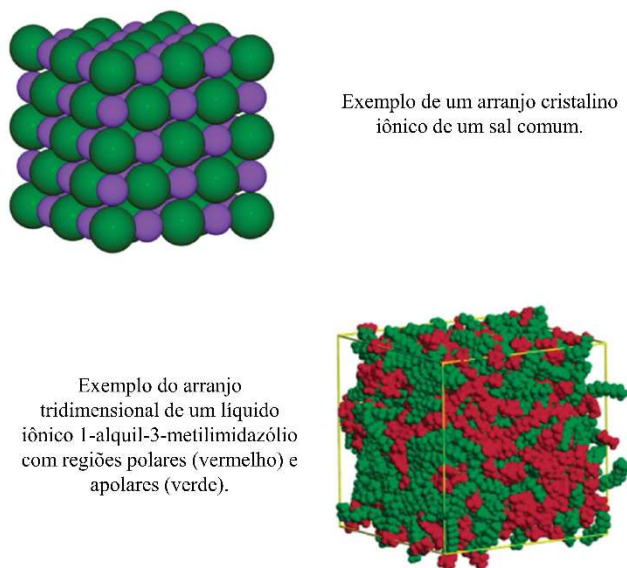 Exemplo de um arranjo cristalino
iônico de um sal comum.
Exemplo do arranjo
tridimensional de um líquido
iônico 1-alquil-3-metilimidazólio
com regiões polares (vermelho) e
apolares (verde).